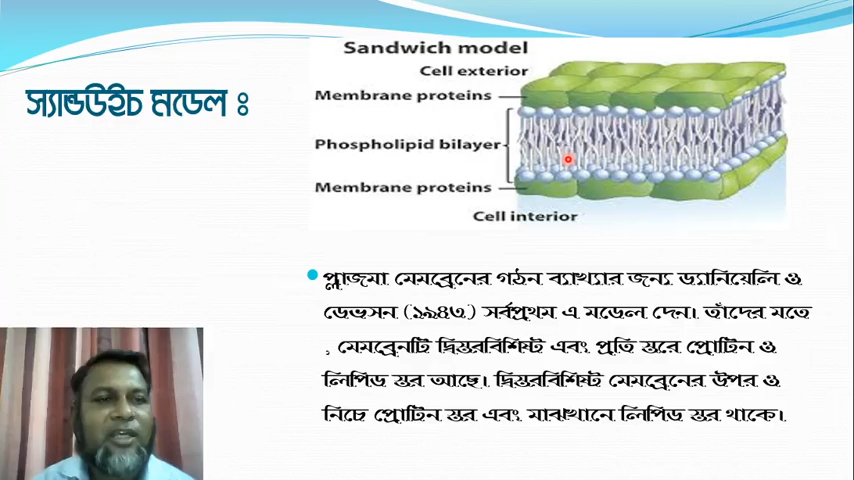 Sandwich model
Cell exterior
স্যান্ডউইচ মডেল ঃ
Membrane proteins
Phospholipid bilayer
Membrane proteins
Cell interior
প্লাজমা মেমব্রেনের গঠন ব্যাখ্যার জন্য ড্যানিয়েলি ও
ডেভসন (১৯৪৩) সর্বপ্রথম এ মডেল দেন। তাঁদের মতে
, মেমব্রেনটি দ্বিস্তরবিশিষ্ট এবং প্রতি স্তরে প্রোটিন ও
লিপিড স্তর আছে। দ্বিস্তরবিশিষ্ট মেমব্রেনের উপর ও
নিচে প্রোটিন স্তর এবং মাঝখানে লিপিড স্তর থাকে।